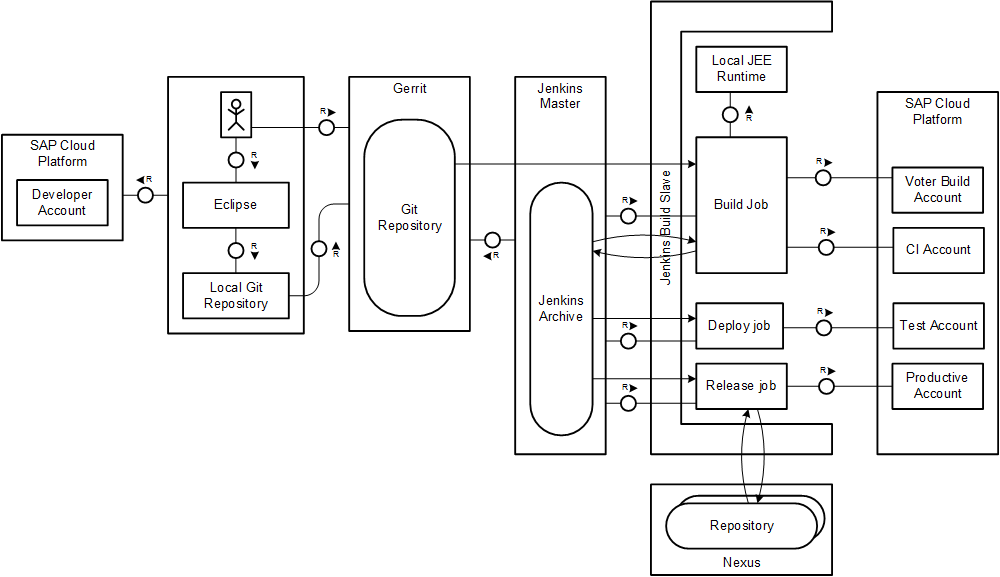 SAP Cloud
Platform
Developer
Account
R
R
Eclipse
R
Local Git
Repository
R
R
Gerrit
Git
Repository
R
Jenkins
Master
Jenkins
Archive
R
R
R
Jenkins Build Slave
Local JEE
Runtime
R
Build Job
Deploy job
Release job
R
R
R
R
SAP Cloud
Platform
Voter Build
Account
CI Account
Test Account
Productive
Account
Repository
Nexus